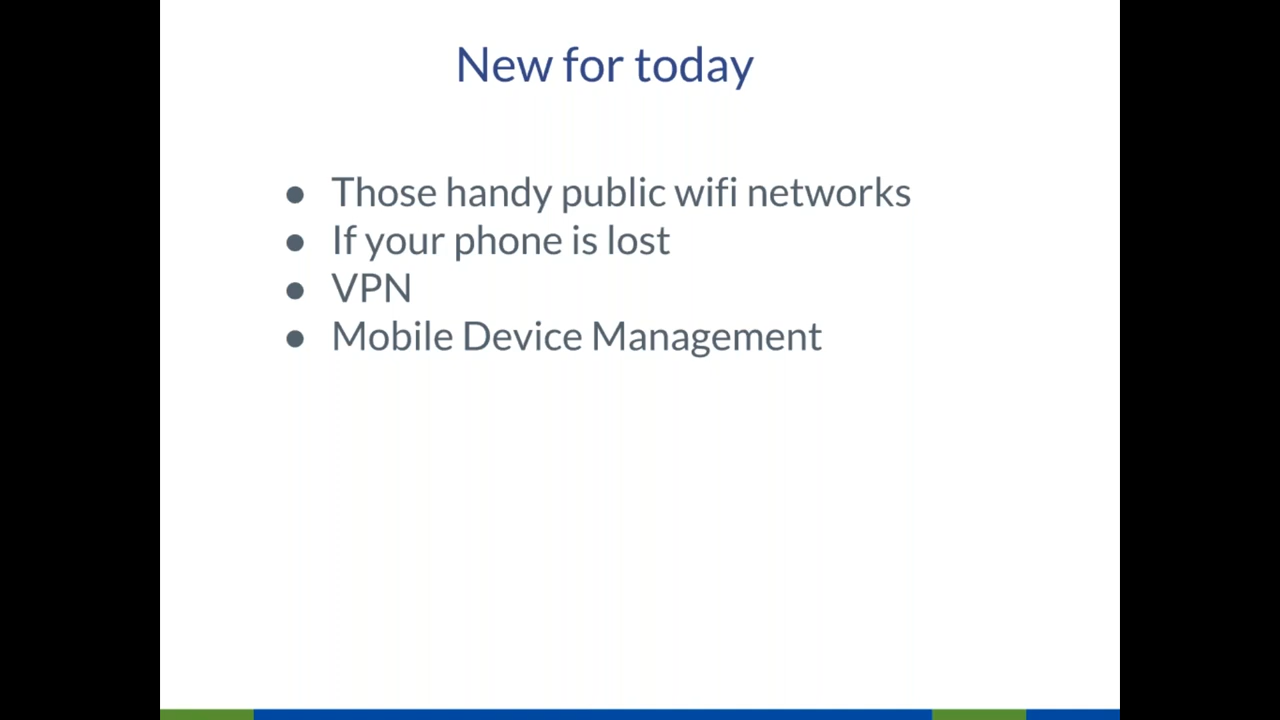 New for today
● Those handy public wifi networks
● If your phone is lost
● VPN
● Mobile Device Management